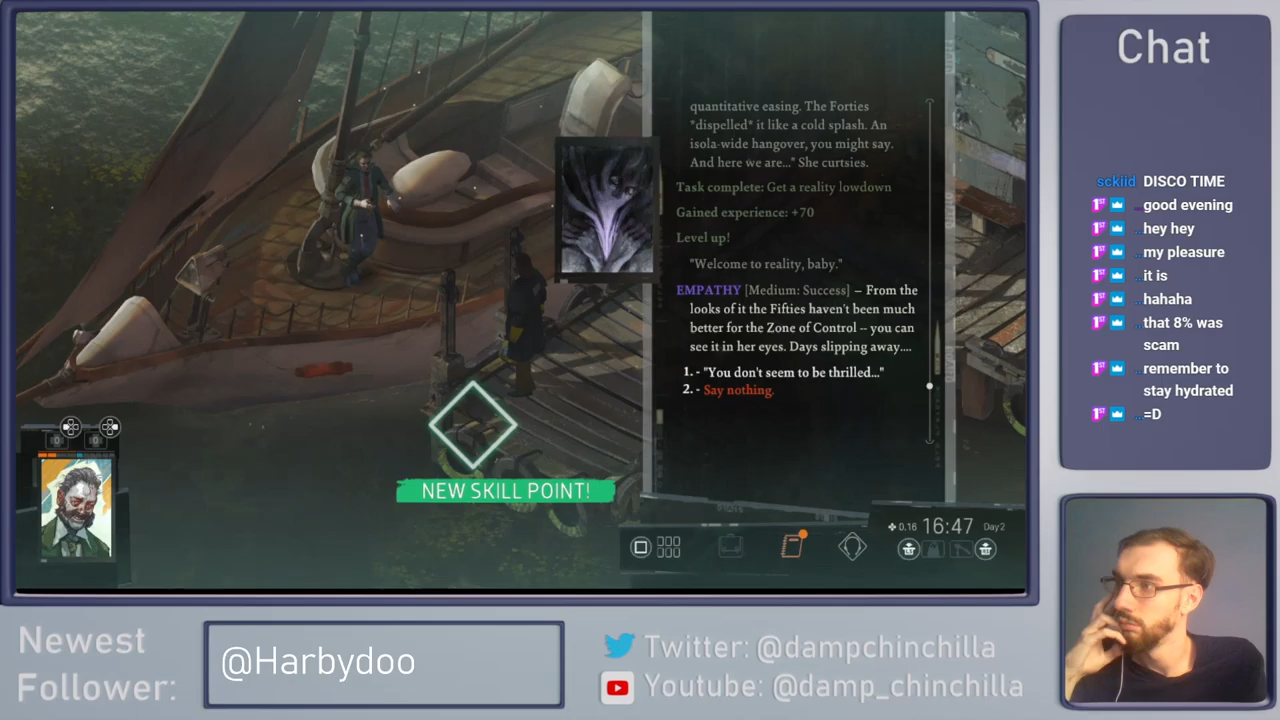 quantitative easing. The Forties
*dispelled* it like a cold splash. An
isola-wide hangover, you might say.
And here we are..." She curtsies.
Task complete: Get a reality lowdown
Gained experience: +70
Level up!
"Welcome to reality, baby."
EMPATHY [Medium: Success] – From the
looks of it the Fifties haven't been much
better for the Zone of Control – you can
see it in her eyes. Days slipping away....
1. - "You don't seem to be thrilled..."
2. - Say nothing.
NEW SKILL POINT!
0.16 16:47 Day 2
Chat
sckiid DISCO TIME
good evening
hey hey
my pleasure
it is
hahaha
that 8% was
scam
remember to
stay hydrated
=D
Newest
Follower:
@Harbydoo
Twitter: @dampchinchilla
Youtube: @damp_chinchilla